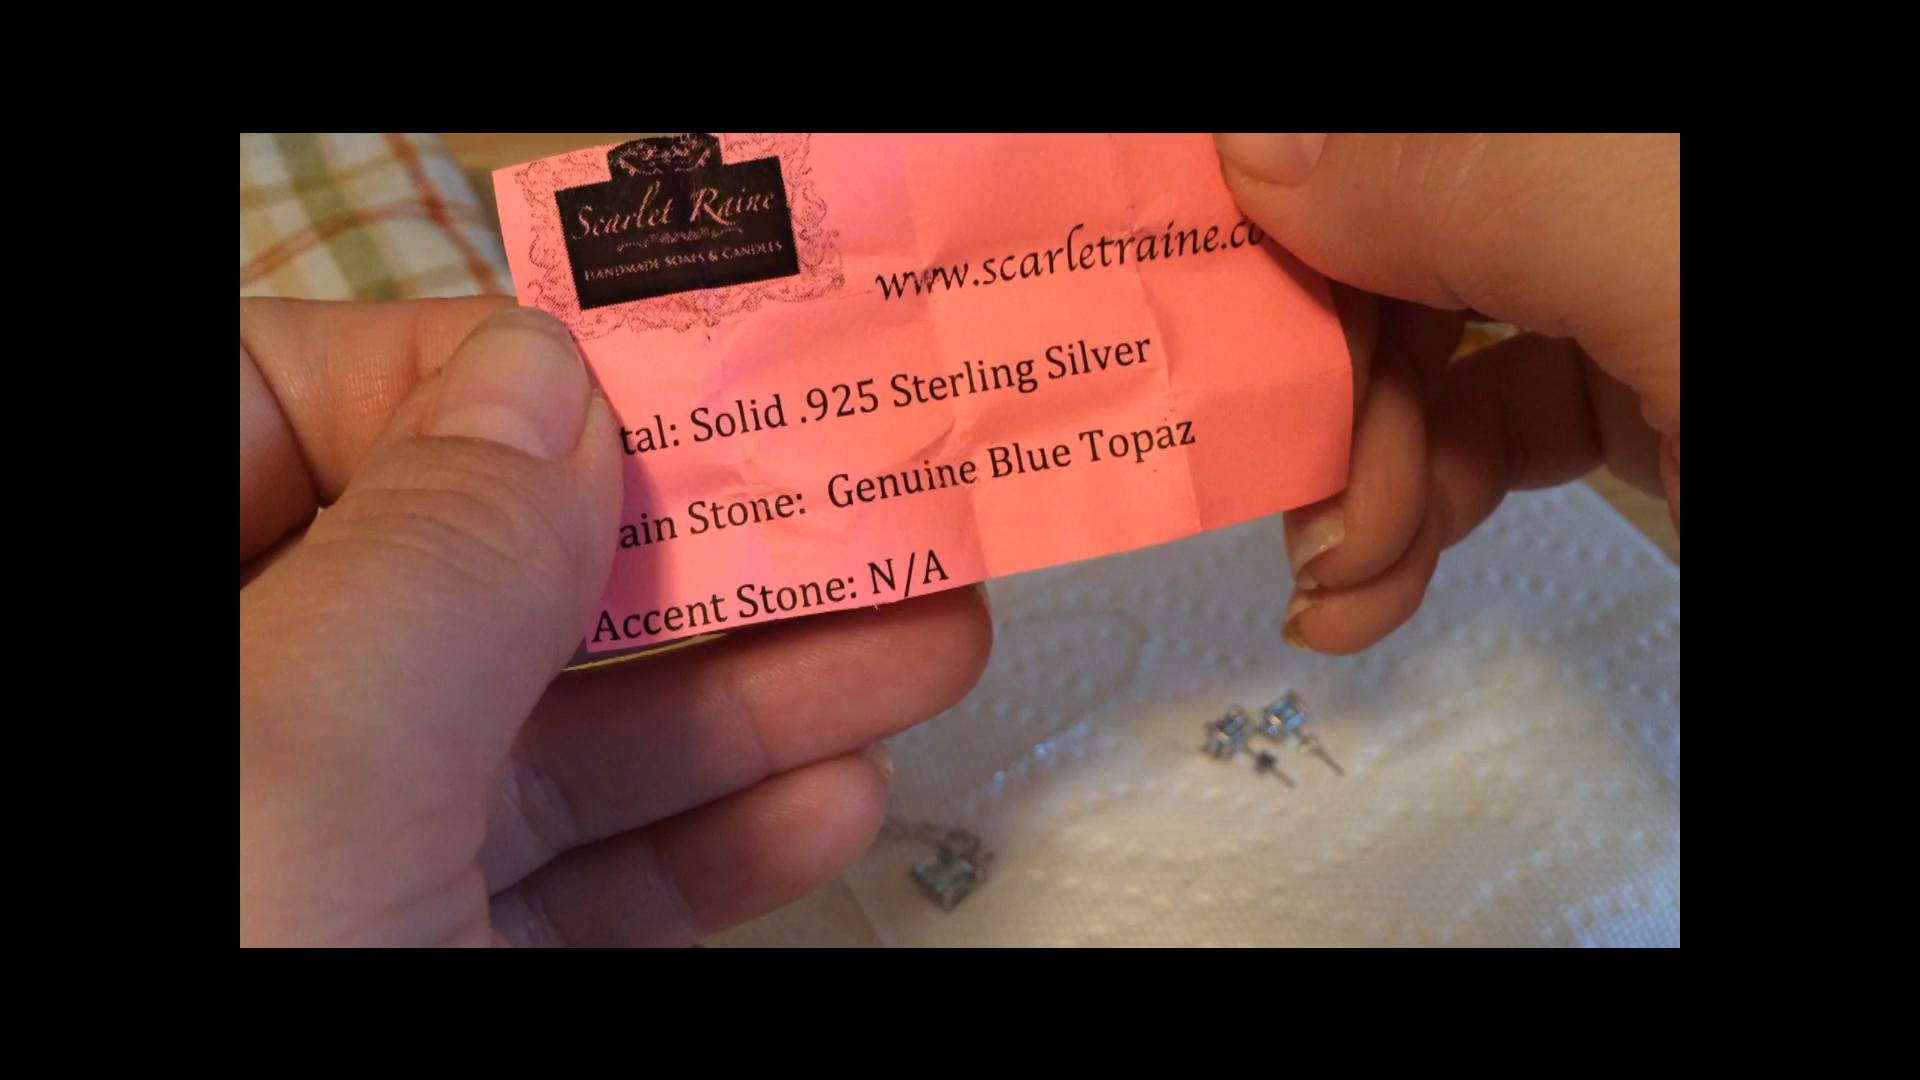 Scarlet Raine
HANDMADE SOAPS & CANDLES
www.scarletraine.co
tal: Solid .925 Sterling Silver
ain Stone: Genuine Blue Topaz
Accent Stone: N/A